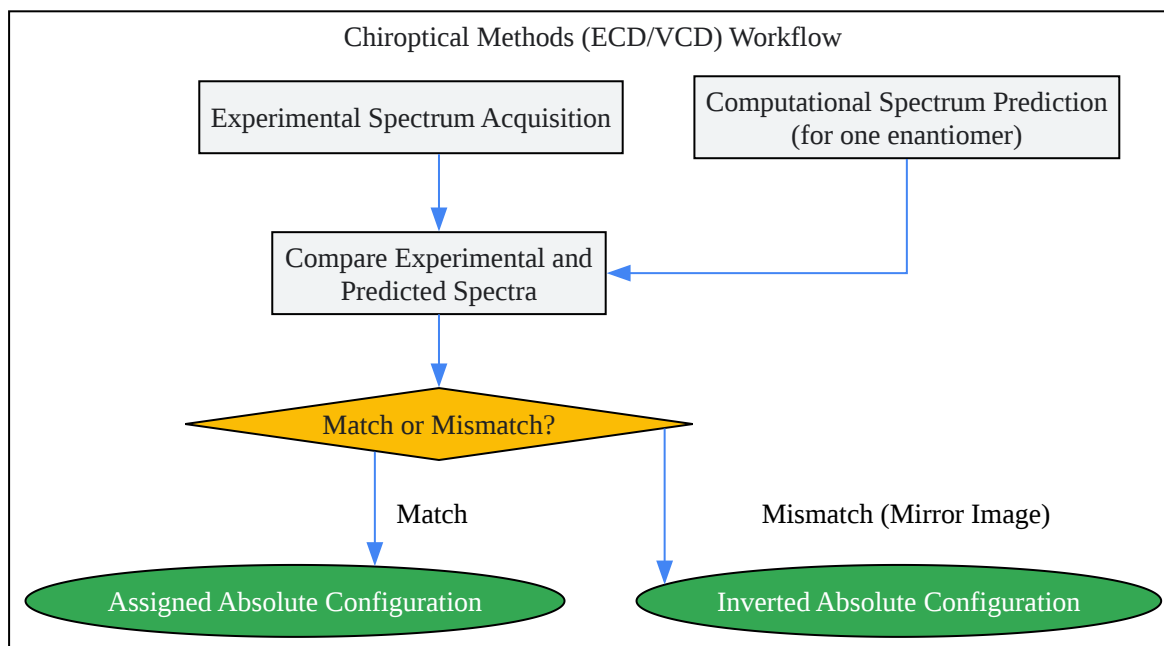 Chiroptical Methods (ECD/VCD) Workflow
Experimental Spectrum Acquisition
Computational Spectrum Prediction
(for one enantiomer)
Compare Experimental and
Predicted Spectra
Match or Mismatch?
Match
Mismatch (Mirror Image)
Assigned Absolute Configuration
Inverted Absolute Configuration